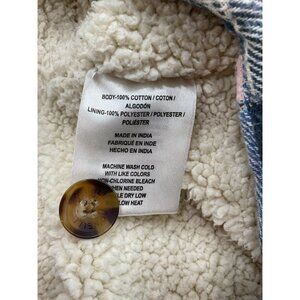 BODY-100% COTTON / COTON /
ALGODÓN
LINING-100% POLYESTER / POLYESTER /
POLIÉSTER
MADE IN INDIA
FABRIQUÉ EN INDE
HECHO EN INDIA
MACHINE WASH COLD
WITH LIKE COLORS
NON-CHLORINE BLEACH
WHEN NEEDED
DRY LOW
LOW HEAT